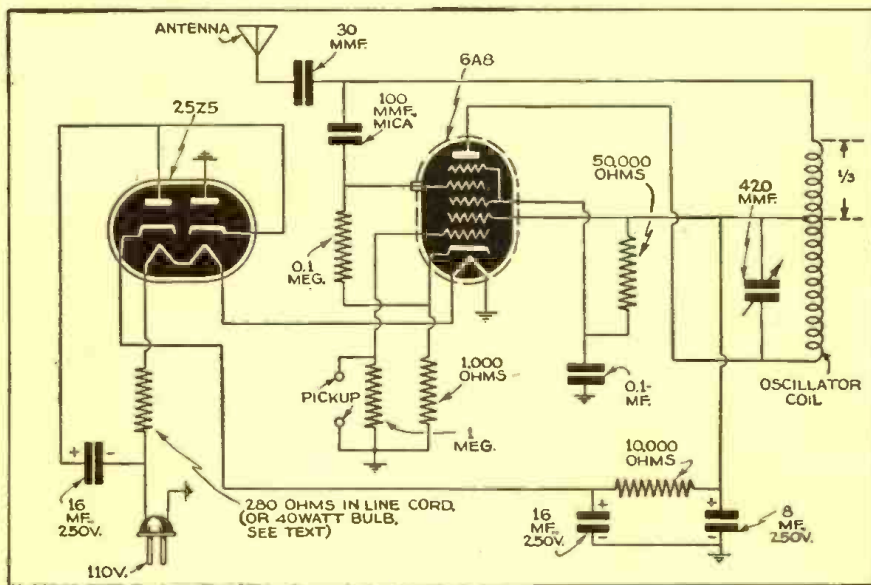 ANTENNA
30
MMF.
6A8
25Z5
100
MMF.
MICA
50,000
OHMS
1/3
420
MMF.
0.1
MEG.
1,000
OHMS
PICKUP
0.1-
MF.
OSCILLATOR
COIL
1
MEG.
10,000
OHMS
+ -
16
MF.-
250V.
280 OHMS IN LINE CORD,
(OR 40 WATT BULB,
SEE TEXT)
+
-
16
MF.-
250V.
+
-
8
MF.-
250V.
110V.